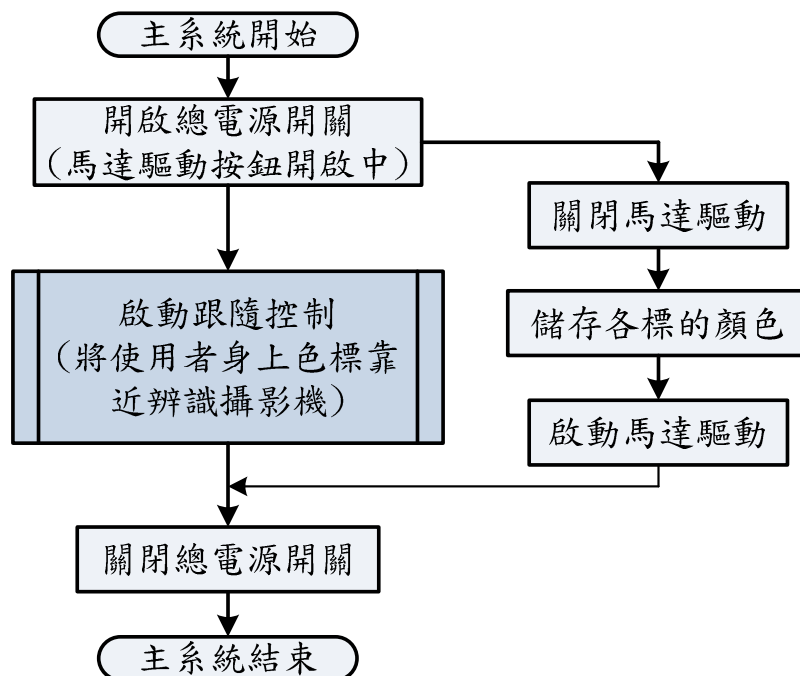 主系統開始
開啟總電源開關
（馬達驅動按鈕開啟中）
關閉馬達驅動
儲存各標的顏色
啟動馬達驅動
啟動跟隨控制
（將使用者身上色標靠
近辨識攝影機）
關閉總電源開關
主系統結束